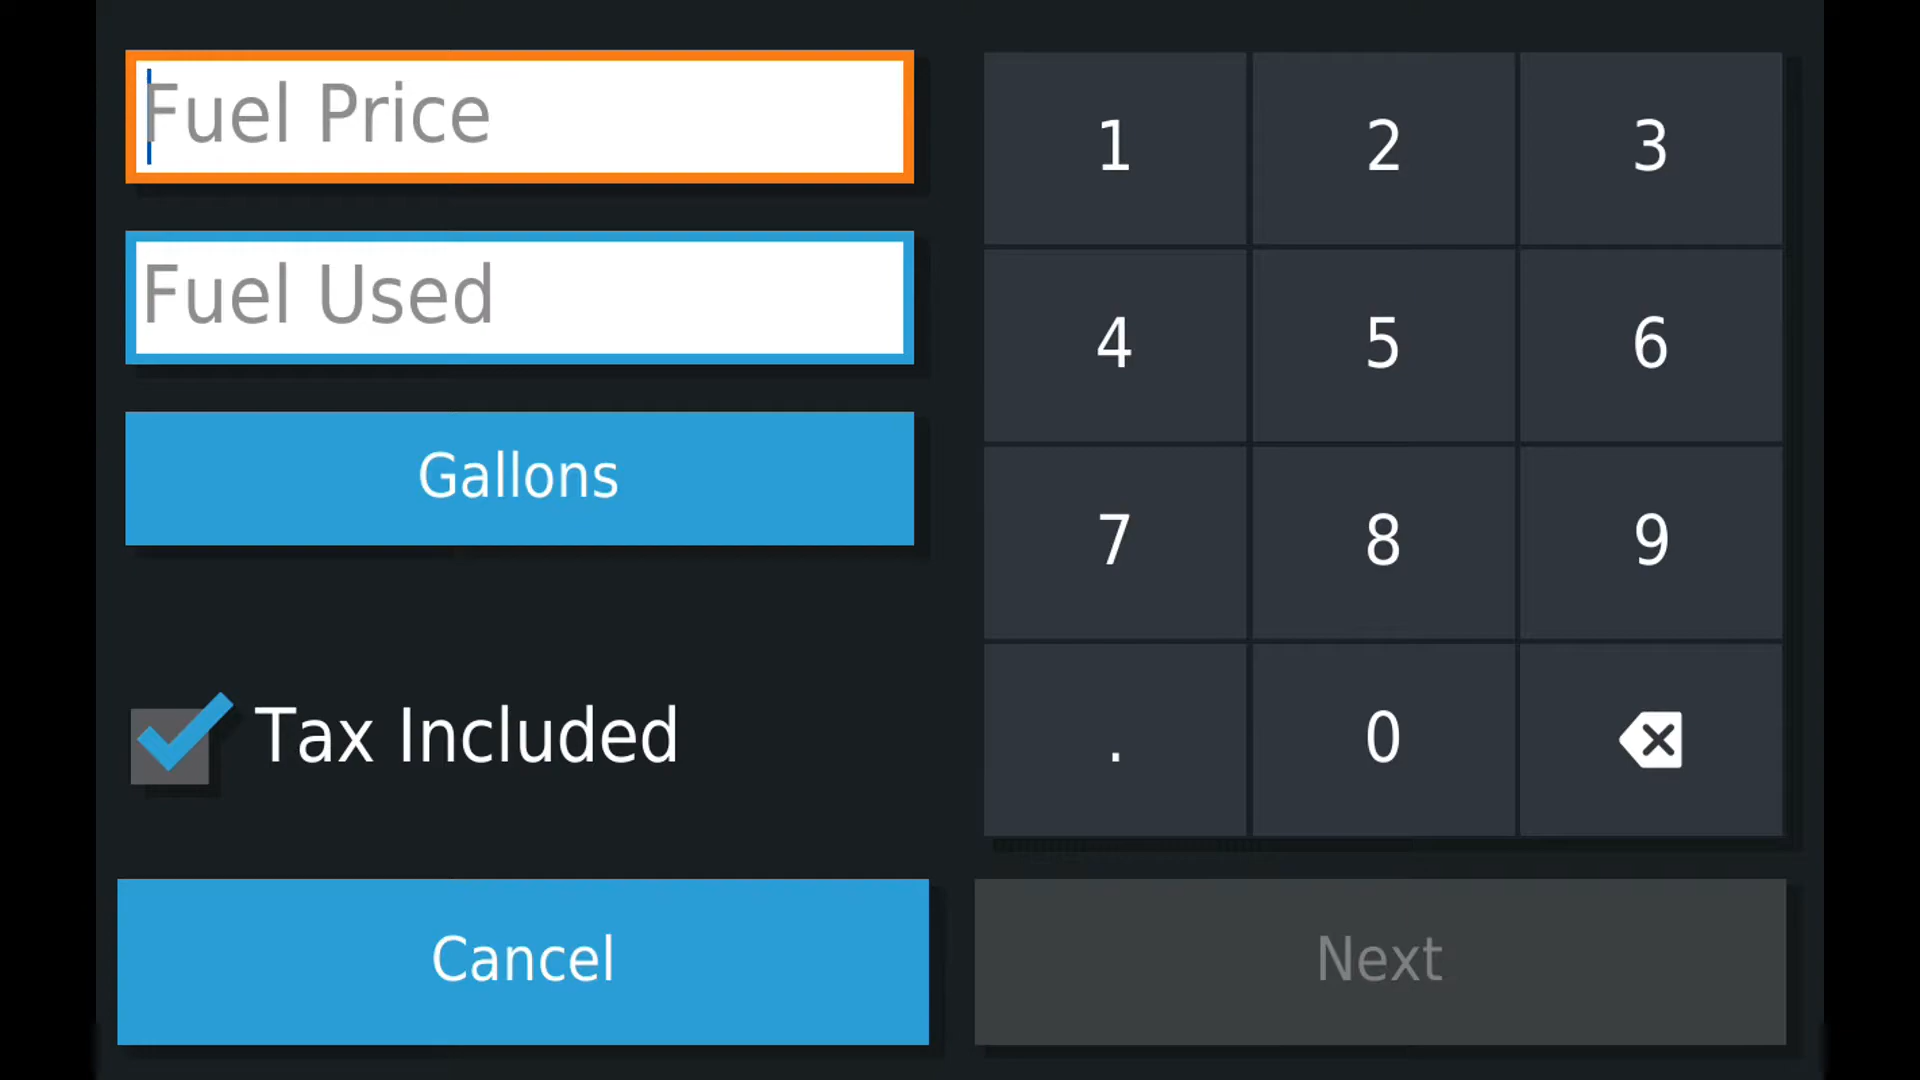 Fuel Price
Fuel Used
Gallons
Tax Included
1 2 3
4 5 6
7 8 9
. 0
Cancel
Next